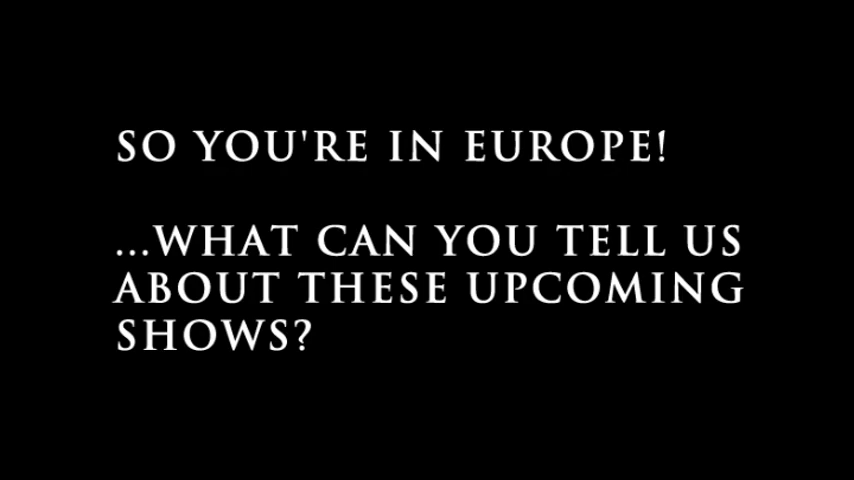 SO YOU'RE IN EUROPE!
...WHAT CAN YOU TELL US
ABOUT THESE UPCOMING
SHOWS?